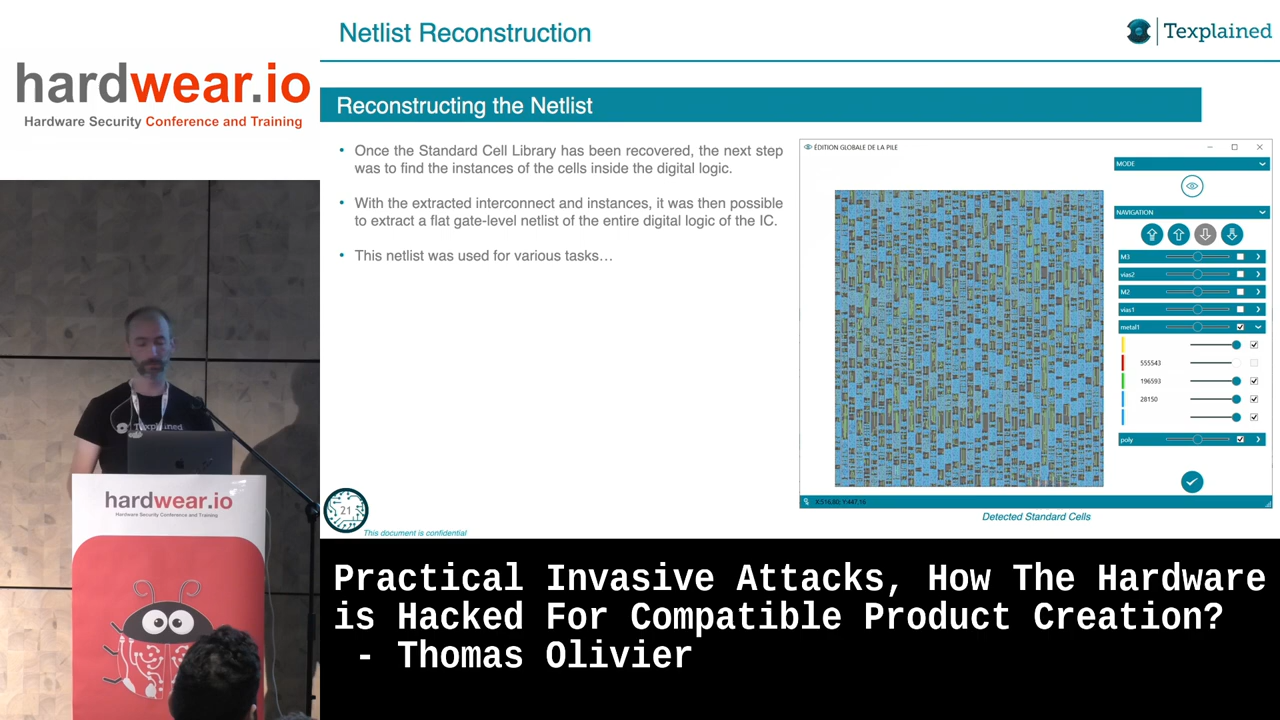 Netlist Reconstruction
Texplained
hardwear.io
Hardware Security Conference and Training
Reconstructing the Netlist
• Once the Standard Cell Library has been recovered, the next step
was to find the instances of the cells inside the digital logic.
• With the extracted interconnect and instances, it was then possible
to extract a flat gate-level netlist of the entire digital logic of the IC.
• This netlist was used for various tasks…
ÉDITION GLOBALE DE LA PILE
MODE
NAVIGATION
M3
vias2
M2
vias1
metal1
555543
196593
28150
poly
Detected Standard Cells
21
This document is confidential
Texplained
hardwear.io
Hardware Security Conference and Training
Practical Invasive Attacks, How The Hardware
is Hacked For Compatible Product Creation?
- Thomas Olivier